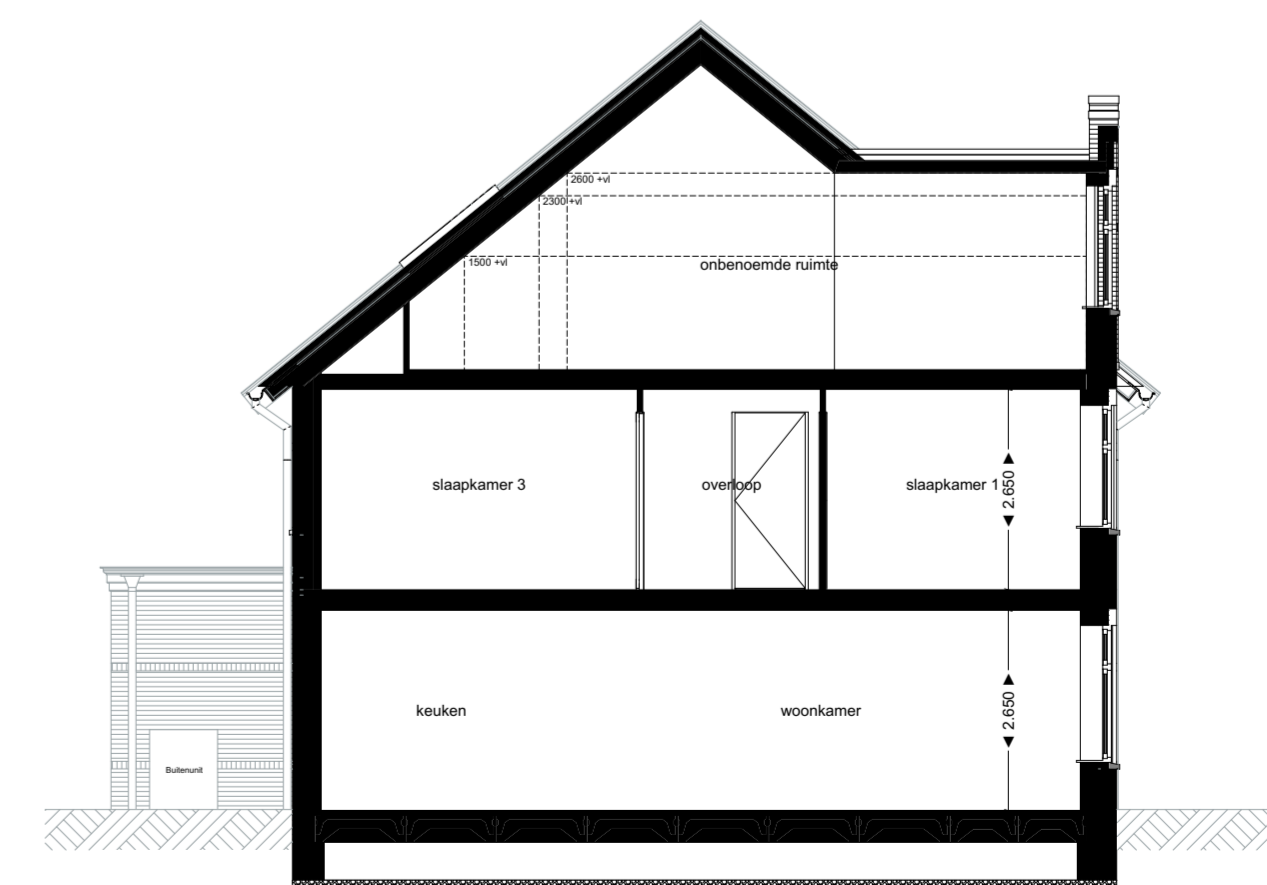 2600 +vl
2300 +vl
1500 +vl
onbenoemde ruimte
slaapkamer 3
overloop
slaapkamer 1
2.650
keuken
woonkamer
2.650
Buitenunit